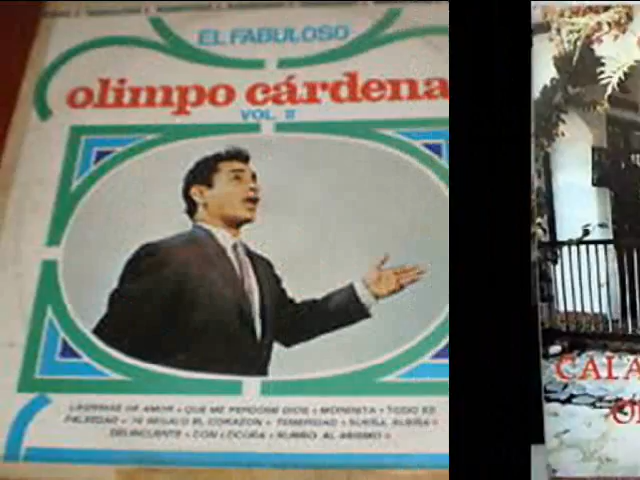 EL FABULOSO
olimpo cárdena
VOL. II
LAGRIMAS DE AMOR • QUE ME PERDONE DIOS • MORENITA • TODO ES
FALSEDAD • TE REGALO EL CORAZON • TEMERIDAD • SUEÑA, SUEÑA •
DELINCUENTE • CON LOCURA • RUMBO AL ABISMO •
CALA